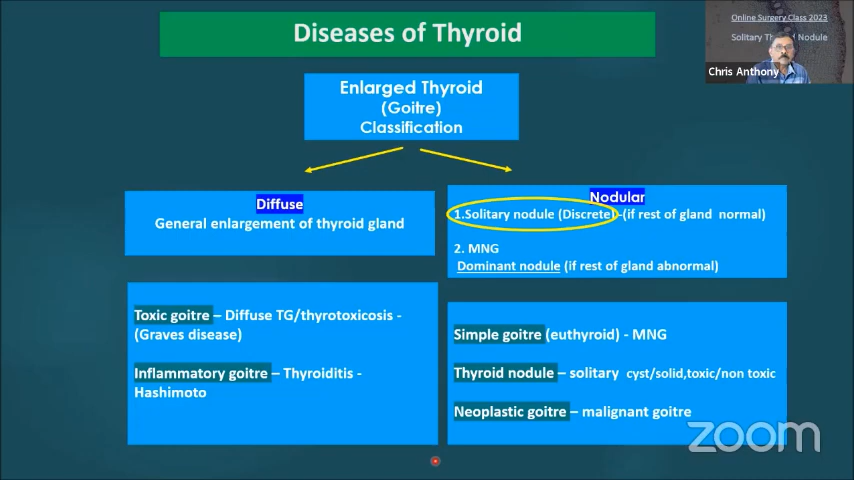 Diseases of Thyroid
Online Surgery Class 2023
Solitary Th Nodule
Chris Anthony
Enlarged Thyroid
(Goitre)
Classification
Diffuse
General enlargement of thyroid gland
Nodular
1.Solitary nodule (Discrete)-(if rest of gland normal)
2. MNG
Dominant nodule (if rest of gland abnormal)
Toxic goitre – Diffuse TG/thyrotoxicosis -
(Graves disease)
Inflammatory goitre – Thyroiditis -
Hashimoto
Simple goitre (euthyroid) - MNG
Thyroid nodule – solitary cyst/solid,toxic/non toxic
Neoplastic goitre – malignant goitre
zoom